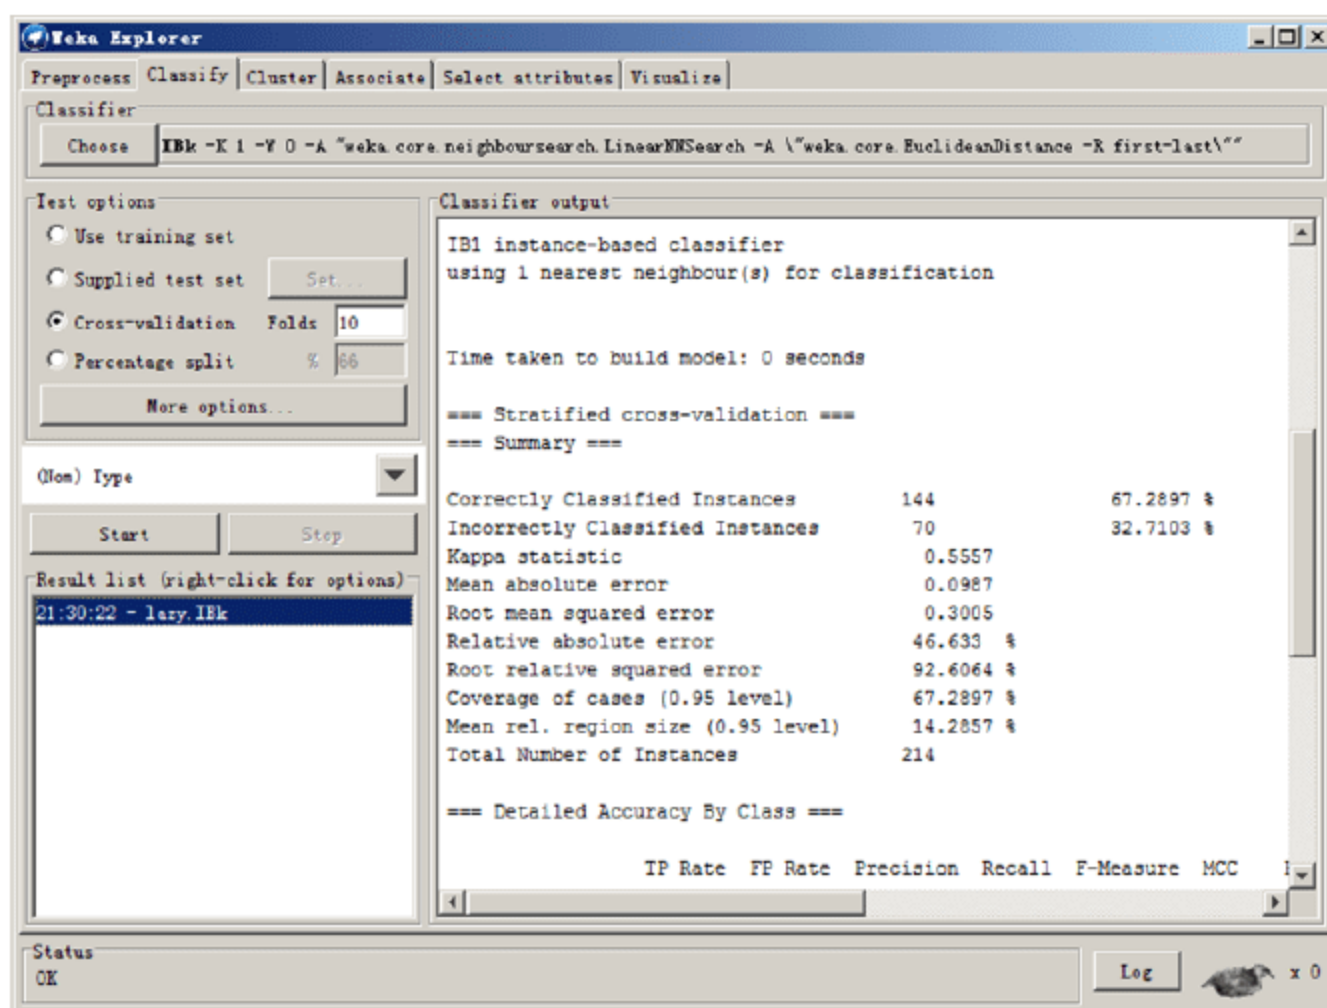 Weka Explorer
Preprocess Classify Cluster Associate Select attributes Visualize
Classifier
Choose IBk -K 1 -W 0 -A "weka.core.neighboursearch.LinearNNSearch -A \"weka.core.EuclideanDistance -R first-last\""
Test options
Use training set
Supplied test set Set...
Cross-validation Folds 10
Percentage split % 66
More options...
(Nom) Type
Start Stop
Result list (right-click for options)
21:30:22 - lazy.IBk
Classifier output
IB1 instance-based classifier
using 1 nearest neighbour(s) for classification
Time taken to build model: 0 seconds
=== Stratified cross-validation ===
=== Summary ===
Correctly Classified Instances 144 67.2897 %
Incorrectly Classified Instances 70 32.7103 %
Kappa statistic 0.5557
Mean absolute error 0.0987
Root mean squared error 0.3005
Relative absolute error 46.633 %
Root relative squared error 92.6064 %
Coverage of cases (0.95 level) 67.2897 %
Mean rel. region size (0.95 level) 14.2857 %
Total Number of Instances 214
=== Detailed Accuracy By Class ===
TP Rate FP Rate Precision Recall F-Measure MCC
Status
OK
Log x 0